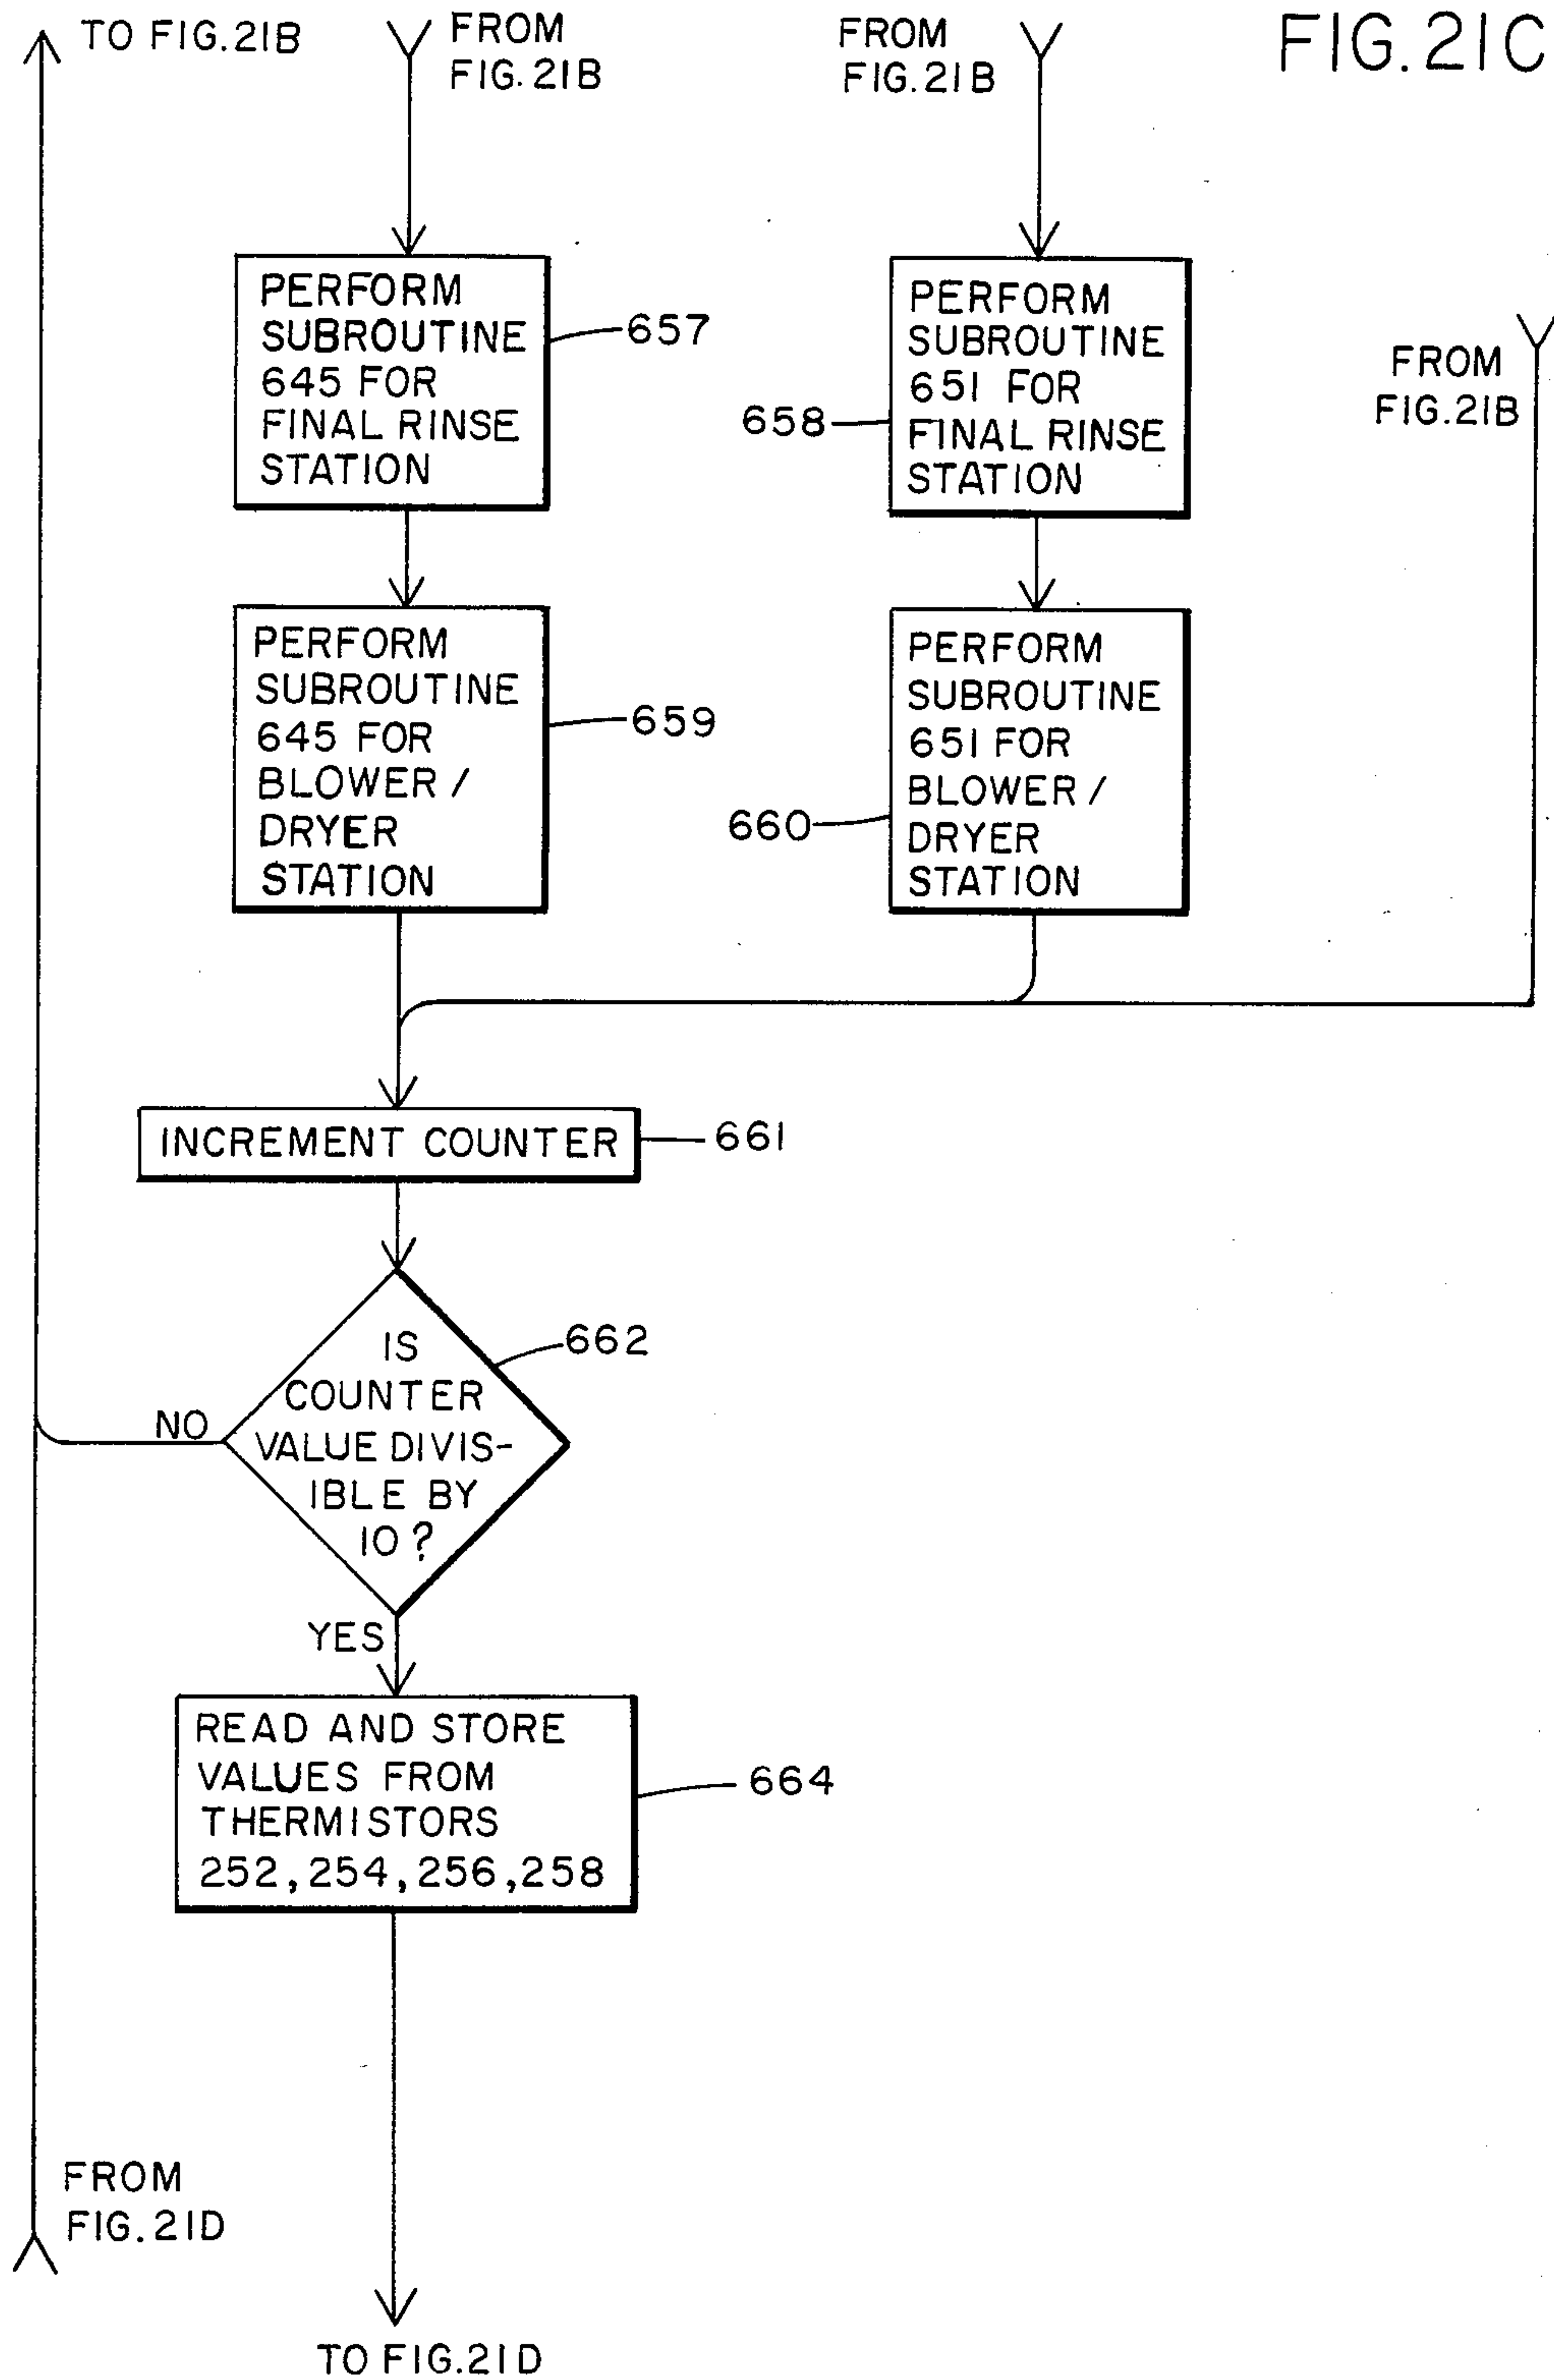 FIG.21C
TO FIG.21B
FROM
FIG.21B
FROM
FIG.21B
FROM
FIG.21B
PERFORM
SUBROUTINE
645 FOR
FINAL RINSE
STATION
657
PERFORM
SUBROUTINE
651 FOR
FINAL RINSE
STATION
658
PERFORM
SUBROUTINE
645 FOR
BLOWER /
DRYER
STATION
659
PERFORM
SUBROUTINE
651 FOR
BLOWER /
DRYER
STATION
660
INCREMENT COUNTER
661
IS
COUNTER
VALUE DIVIS-
IBLE BY
10?
662
NO
YES
READ AND STORE
VALUES FROM
THERMISTORS
252, 254, 256, 258
664
FROM
FIG.21D
TO FIG.21D